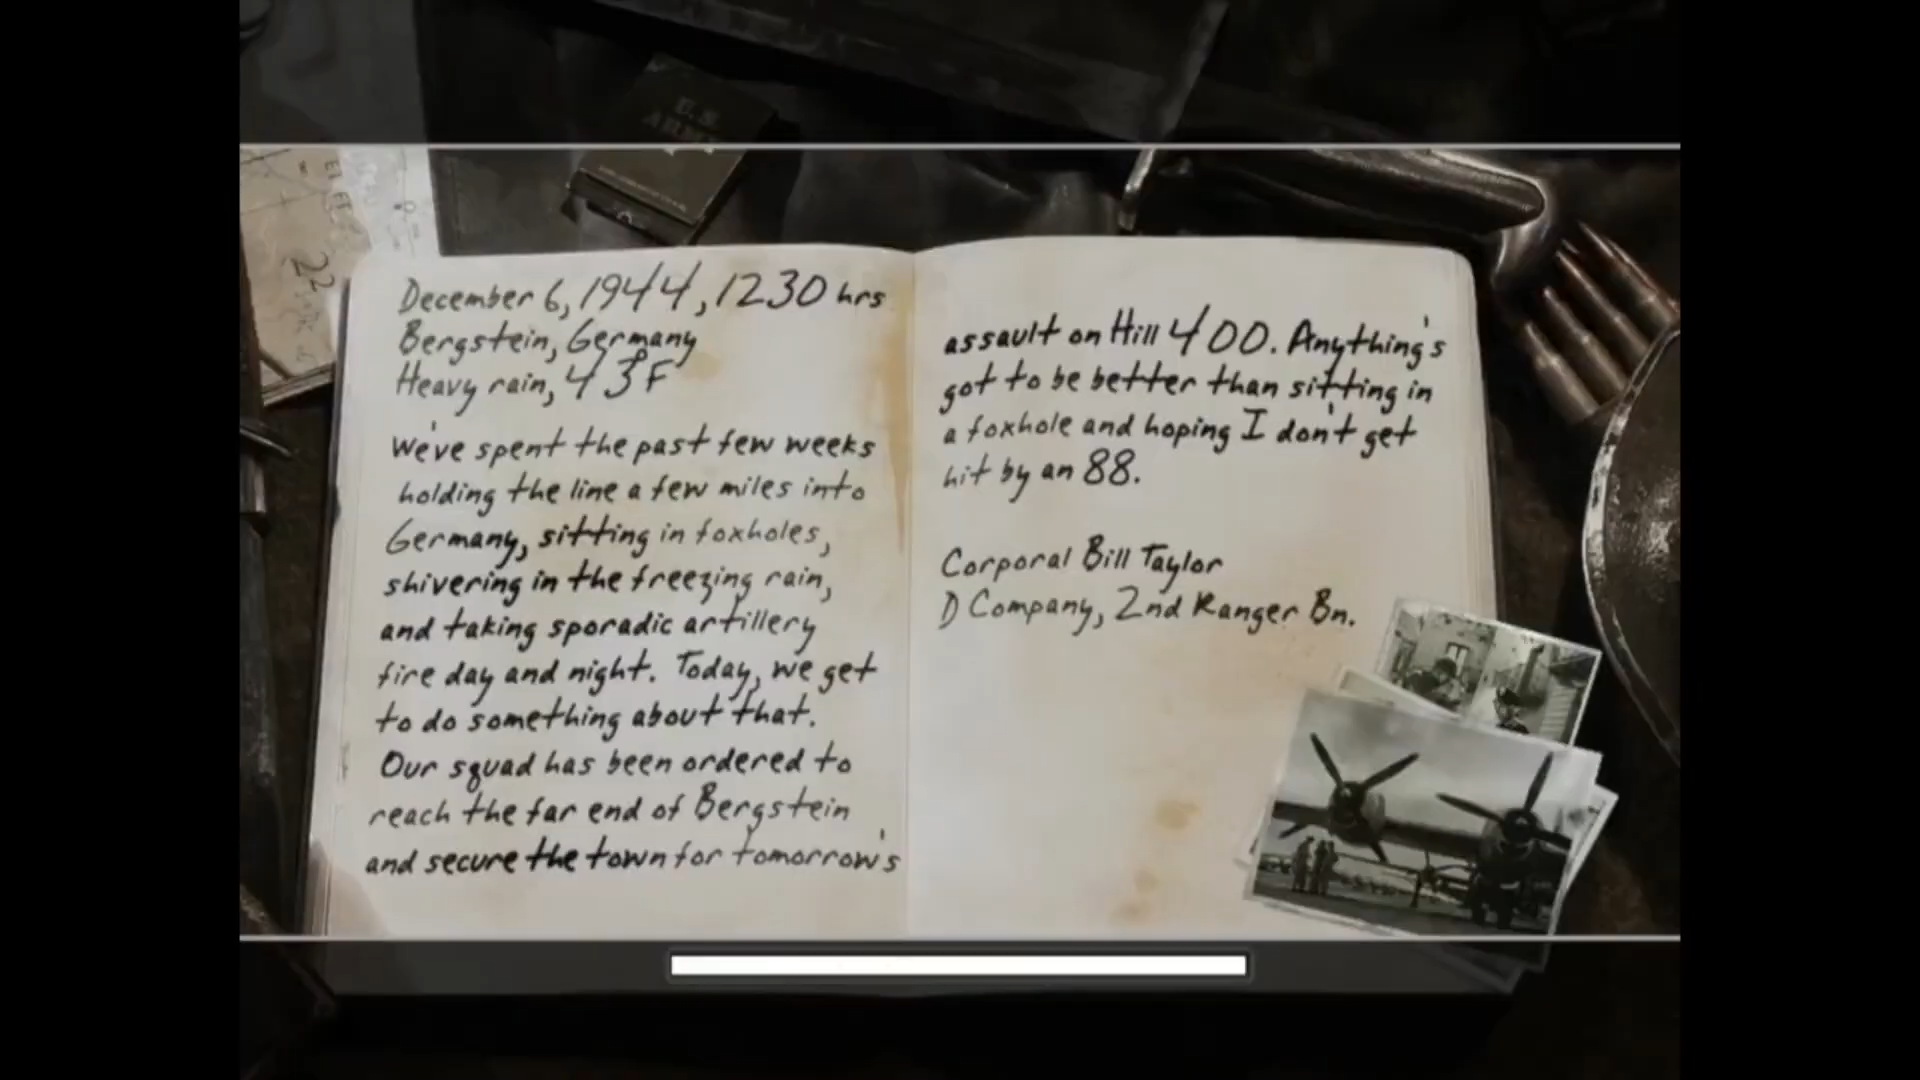 U.S.
ARMY
22
December 6, 1944, 1230 hrs
Bergstein, Germany
Heavy rain, 43F
We've spent the past few weeks
holding the line a few miles into
Germany, sitting in foxholes,
shivering in the freezing rain,
and taking sporadic artillery
fire day and night. Today, we get
to do something about that.
Our squad has been ordered to
reach the far end of Bergstein
and secure the town for tomorrow's
assault on Hill 400. Anything's
got to be better than sitting in
a foxhole and hoping I don't get
hit by an 88.
Corporal Bill Taylor
D Company, 2nd Ranger Bn.